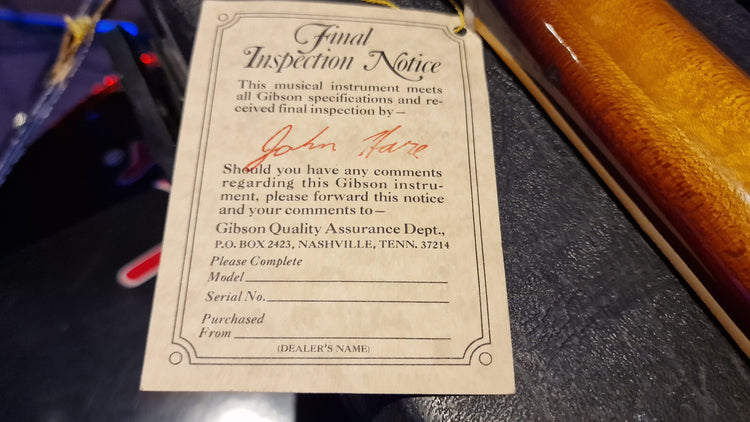 Final
Inspection Notice
This musical instrument meets
all Gibson specifications and re-
ceived final inspection by—
John Hare
Should you have any comments
regarding this Gibson instru-
ment, please forward this notice
and your comments to—
Gibson Quality Assurance Dept.,
P.O. BOX 2423, NASHVILLE, TENN. 37214
Please Complete
Model
Serial No.
Purchased
From
(DEALER'S NAME)